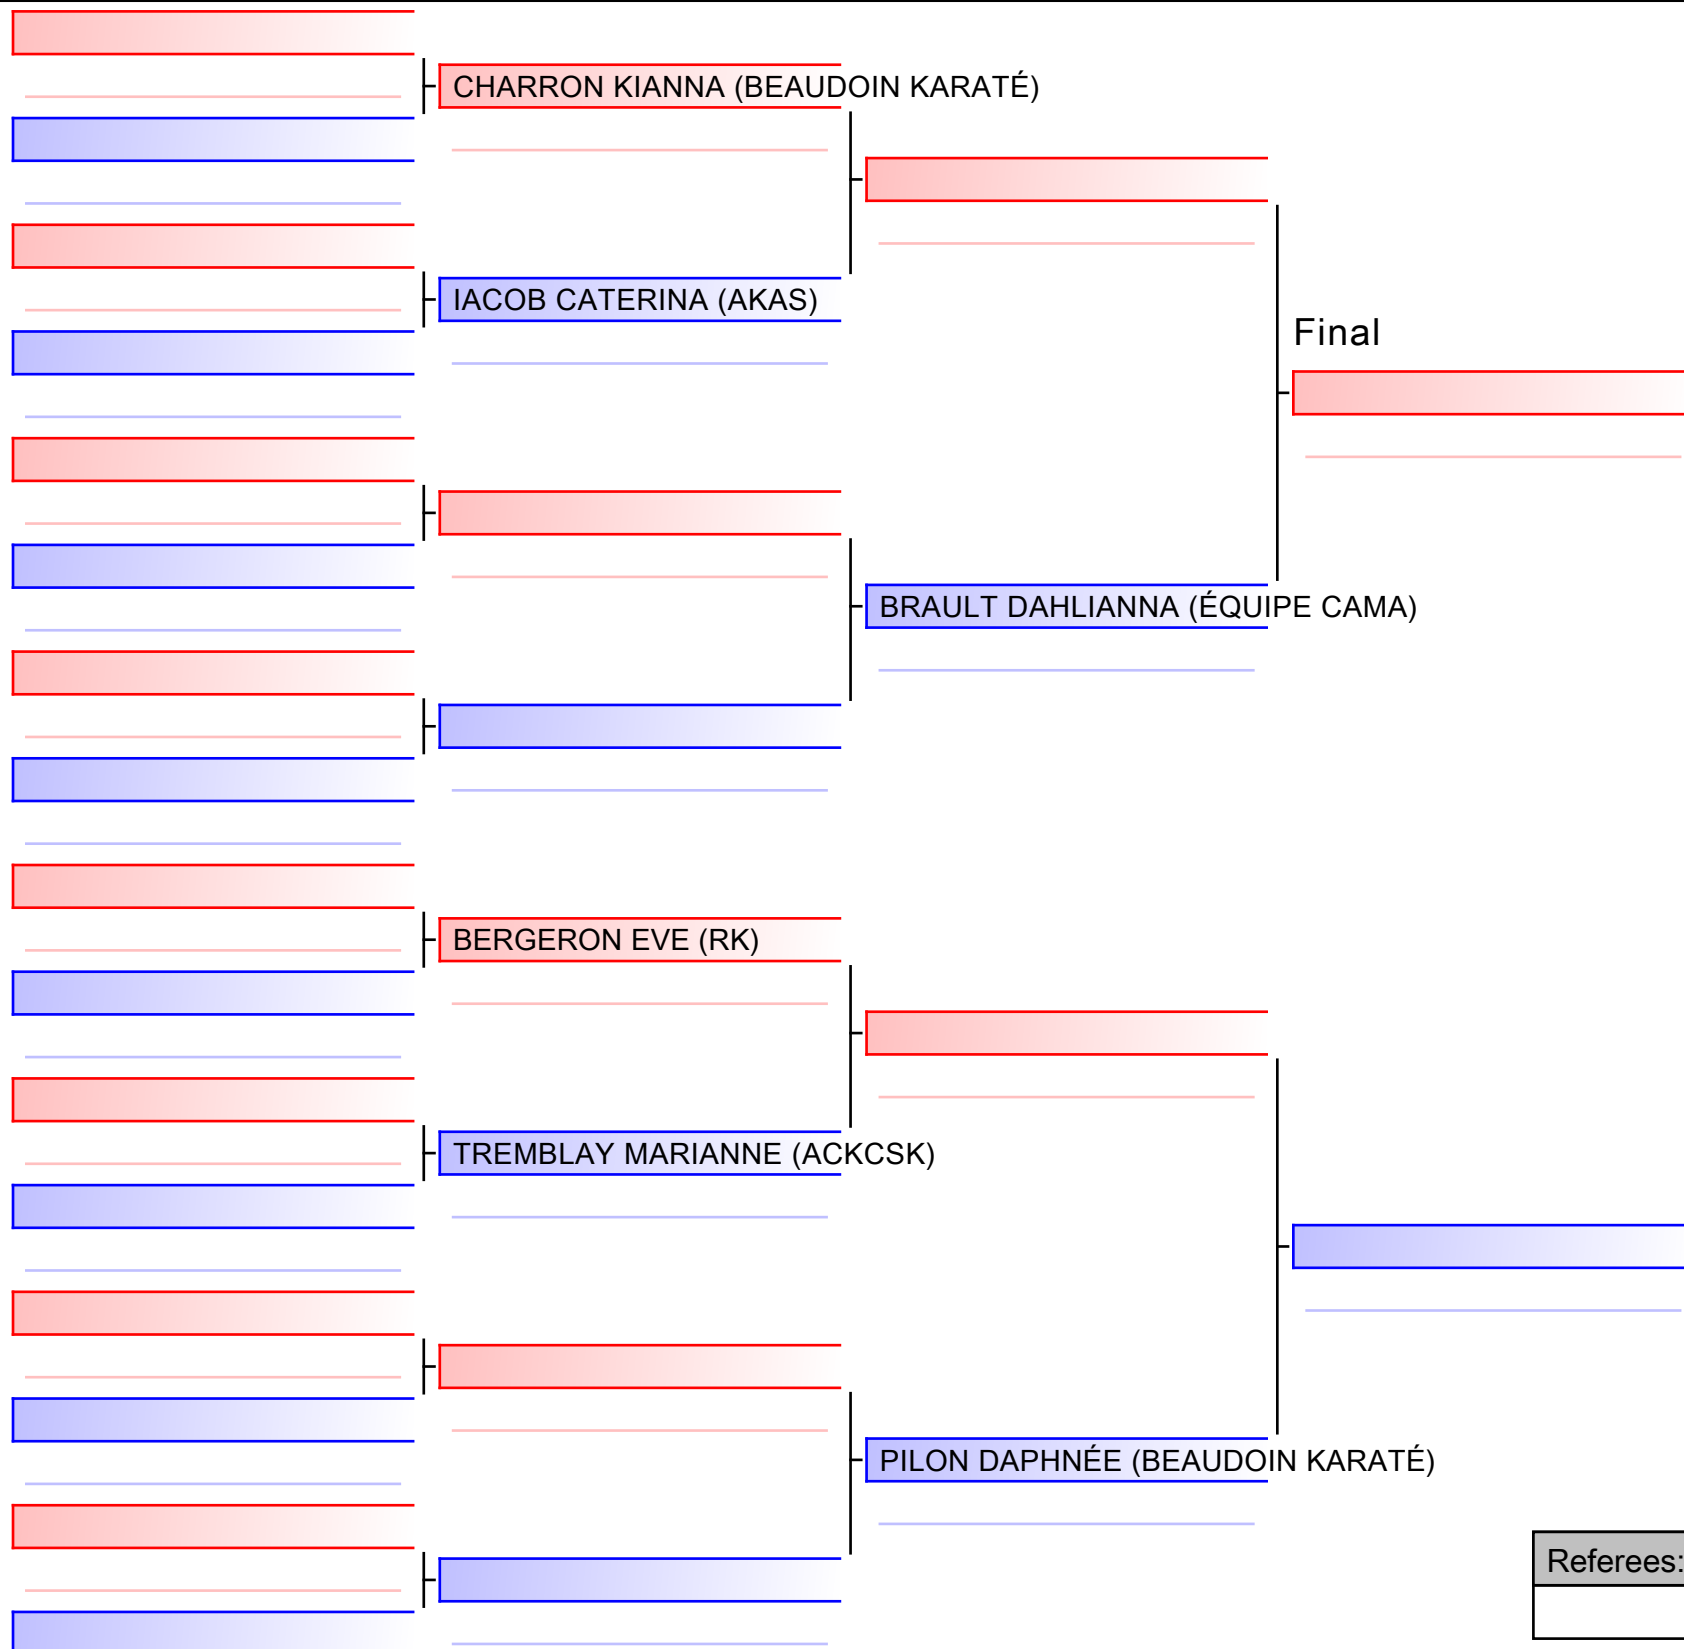 CHARRON KIANNA (BEAUDOIN KARATÉ)
IACOB CATERINA (AKAS)
Final
BRAULT DAHLIANNA (ÉQUIPE CAMA)
BERGERON EVE (RK)
TREMBLAY MARIANNE (ACKCSK)
PILON DAPHNÉE (BEAUDOIN KARATÉ)
Referees: